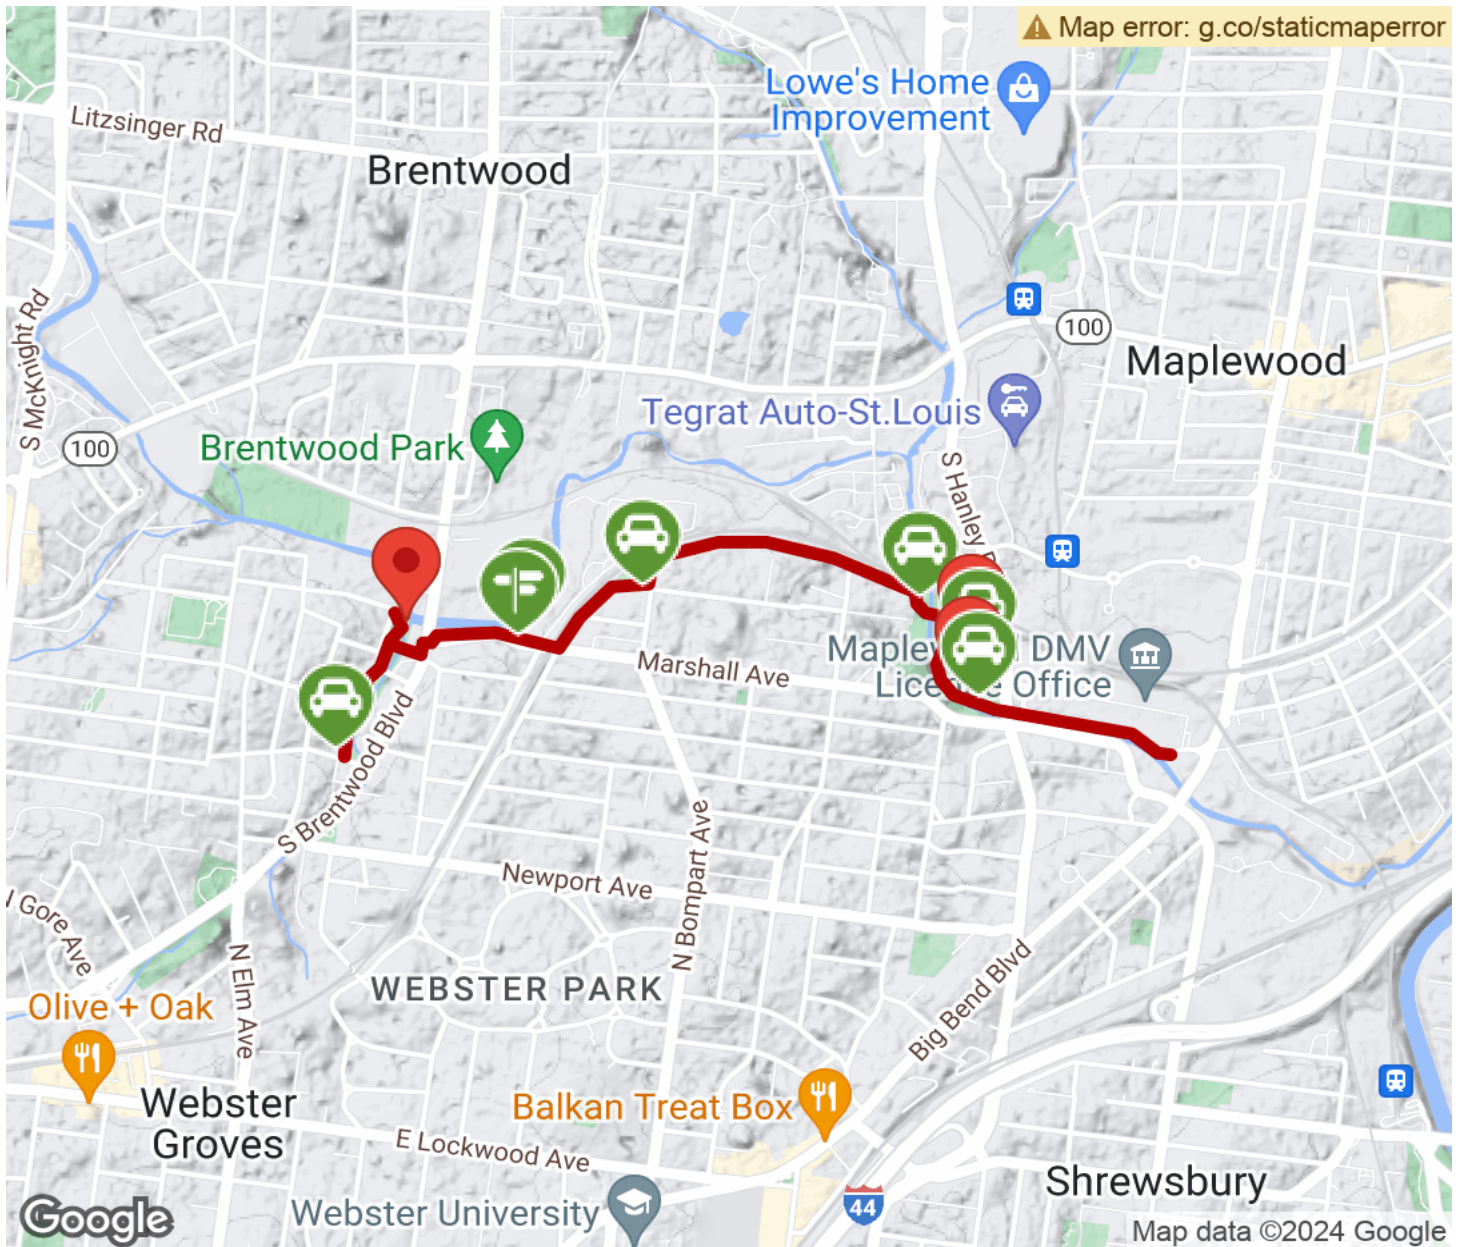 Map error: g.co/staticmaperror
Lowe's Home
Improvement
Litzsinger Rd
Brentwood
S McKnight Rd
100
Maplewood
Tegrat Auto-St.Louis
Brentwood Park
100
S Hanley
Marshall Ave
DMV
Office
S Brentwood Blvd
Newport Ave
N Bompart Ave
Gore Ave
N Elm Ave
WEBSTER PARK
Big Bend Blvd
Olive + Oak
Webster
Groves
Balkan Treat Box
E Lockwood Ave
Shrewsbury
Webster University
44
Google
Map data ©2024 Google